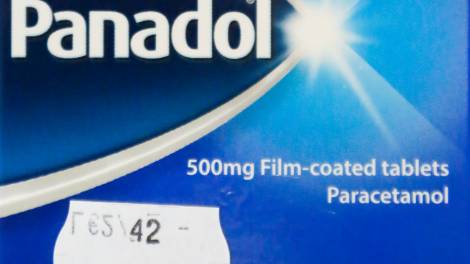 Panadol
500mg Film-coated tablets
Paracetamol
42 -